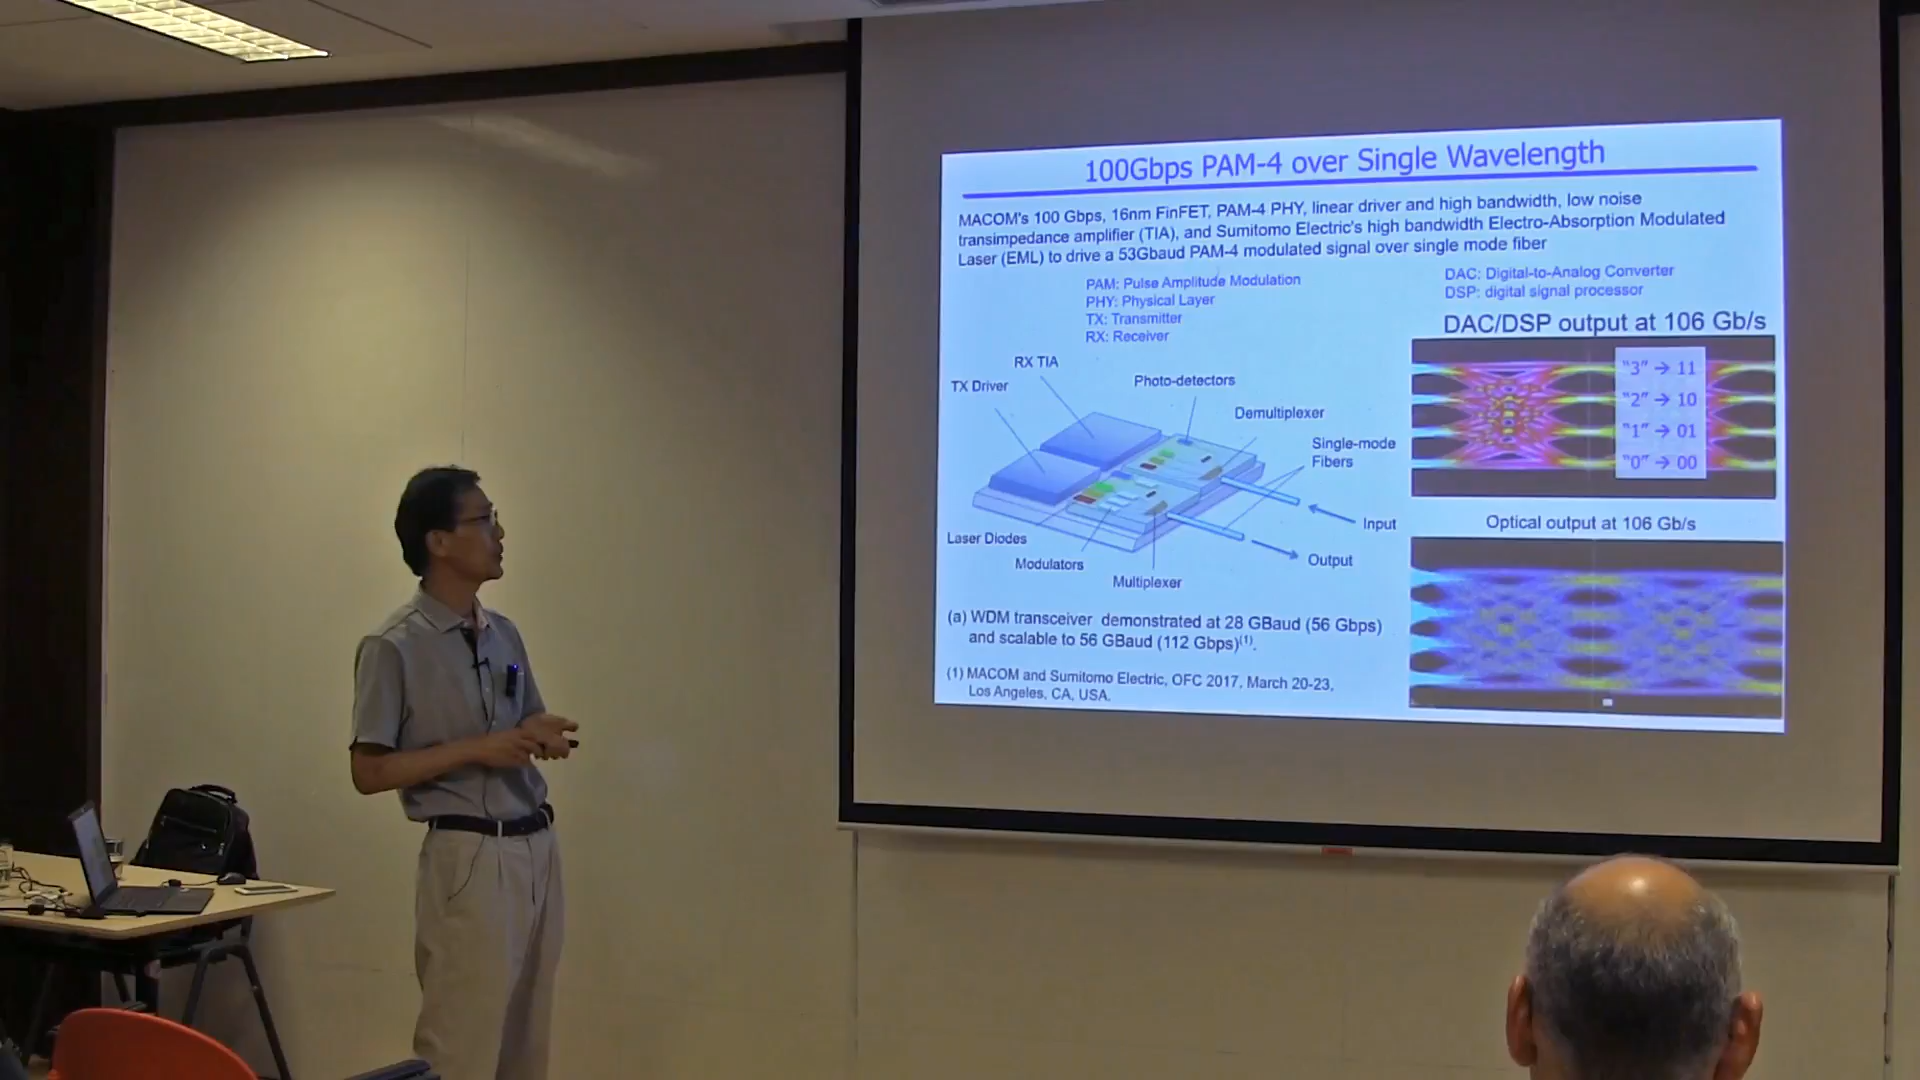 100Gbps PAM-4 over Single Wavelength
MACOM's 100 Gbps, 16nm FinFET, PAM-4 PHY, linear driver and high bandwidth, low noise
transimpedance amplifier (TIA), and Sumitomo Electric's high bandwidth Electro-Absorption Modulated
Laser (EML) to drive a 53Gbaud PAM-4 modulated signal over single mode fiber
PAM: Pulse Amplitude Modulation
PHY: Physical Layer
TX: Transmitter
RX: Receiver
DAC: Digital-to-Analog Converter
DSP: digital signal processor
DAC/DSP output at 106 Gb/s
"3" → 11
"2" → 10
"1" → 01
"0" → 00
RX TIA
TX Driver
Photo-detectors
Demultiplexer
Single-mode
Fibers
Input
Output
Laser Diodes
Modulators
Multiplexer
Optical output at 106 Gb/s
(a) WDM transceiver demonstrated at 28 GBaud (56 Gbps)
and scalable to 56 GBaud (112 Gbps)(1).
(1) MACOM and Sumitomo Electric, OFC 2017, March 20-23,
Los Angeles, CA, USA.